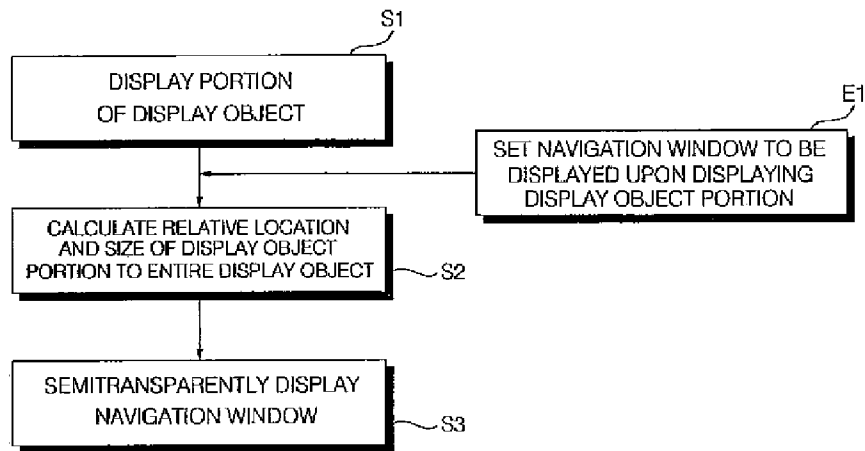 S1
DISPLAY PORTION
OF DISPLAY OBJECT
E1
SET NAVIGATION WINDOW TO BE
DISPLAYED UPON DISPLAYING
DISPLAY OBJECT PORTION
CALCULATE RELATIVE LOCATION
AND SIZE OF DISPLAY OBJECT
PORTION TO ENTIRE DISPLAY OBJECT
S2
SEMITRANSPARENTLY DISPLAY
NAVIGATION WINDOW
S3